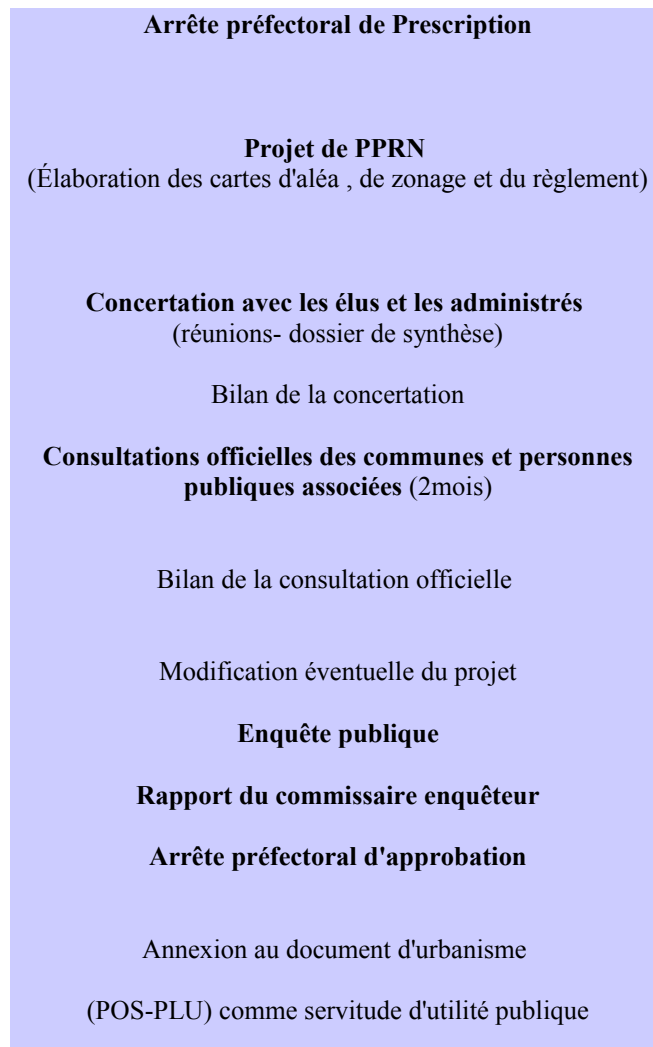 Arrête préfectoral de Prescription
Projet de PPRN
(Élaboration des cartes d'aléa , de zonage et du règlement)
Concertation avec les élus et les administrés
(réunions- dossier de synthèse)
Bilan de la concertation
Consultations officielles des communes et personnes
publiques associées (2mois)
Bilan de la consultation officielle
Modification éventuelle du projet
Enquête publique
Rapport du commissaire enquêteur
Arrête préfectoral d'approbation
Annexion au document d'urbanisme
(POS-PLU) comme servitude d'utilité publique